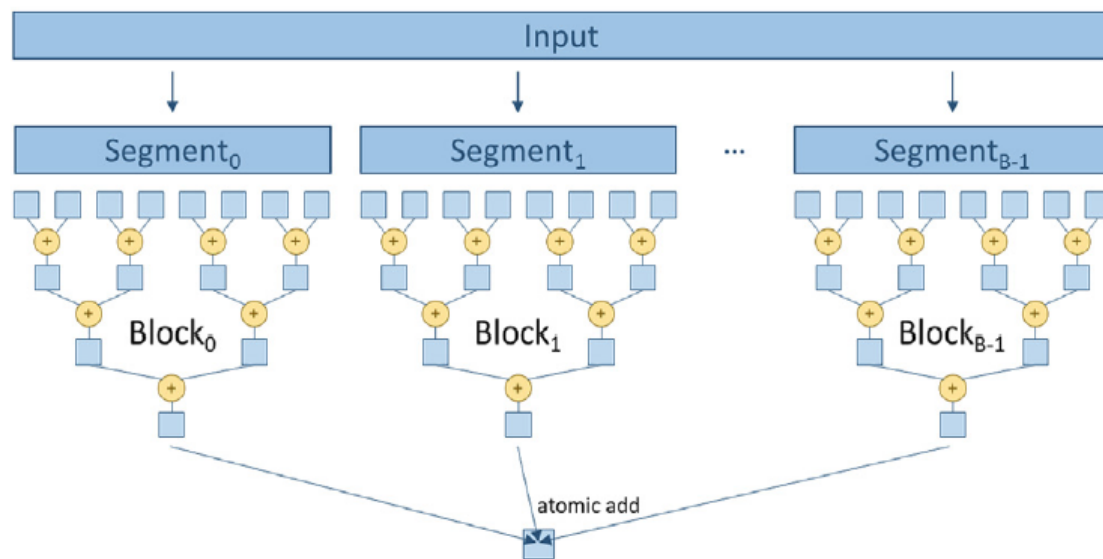 Input
Segment₀ Segment₁ ... Segment_B-1
+ + + + + + + + + + + +
+ + + + + +
Block₀ Block₁ Block_B-1
+ + +
atomic add